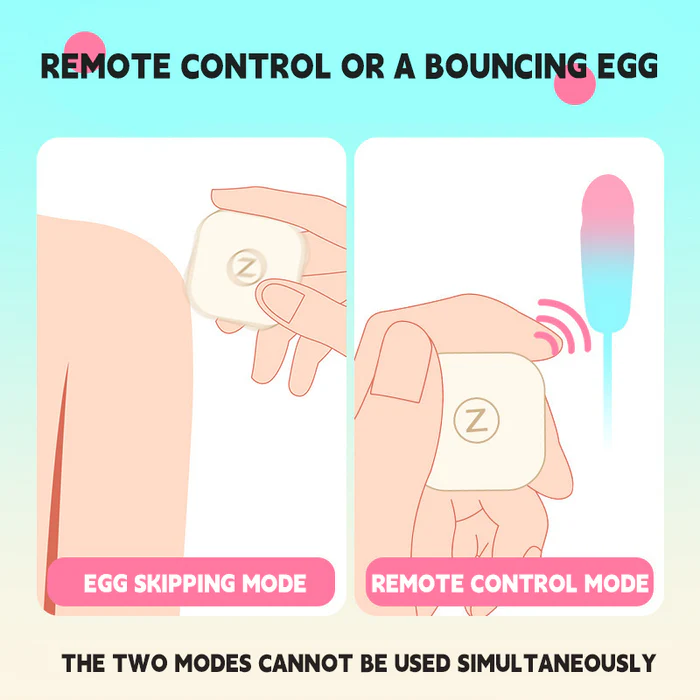 REMOTE CONTROL OR A BOUNCING EGG
Z
Z
EGG SKIPPING MODE
REMOTE CONTROL MODE
THE TWO MODES CANNOT BE USED SIMULTANEOUSLY